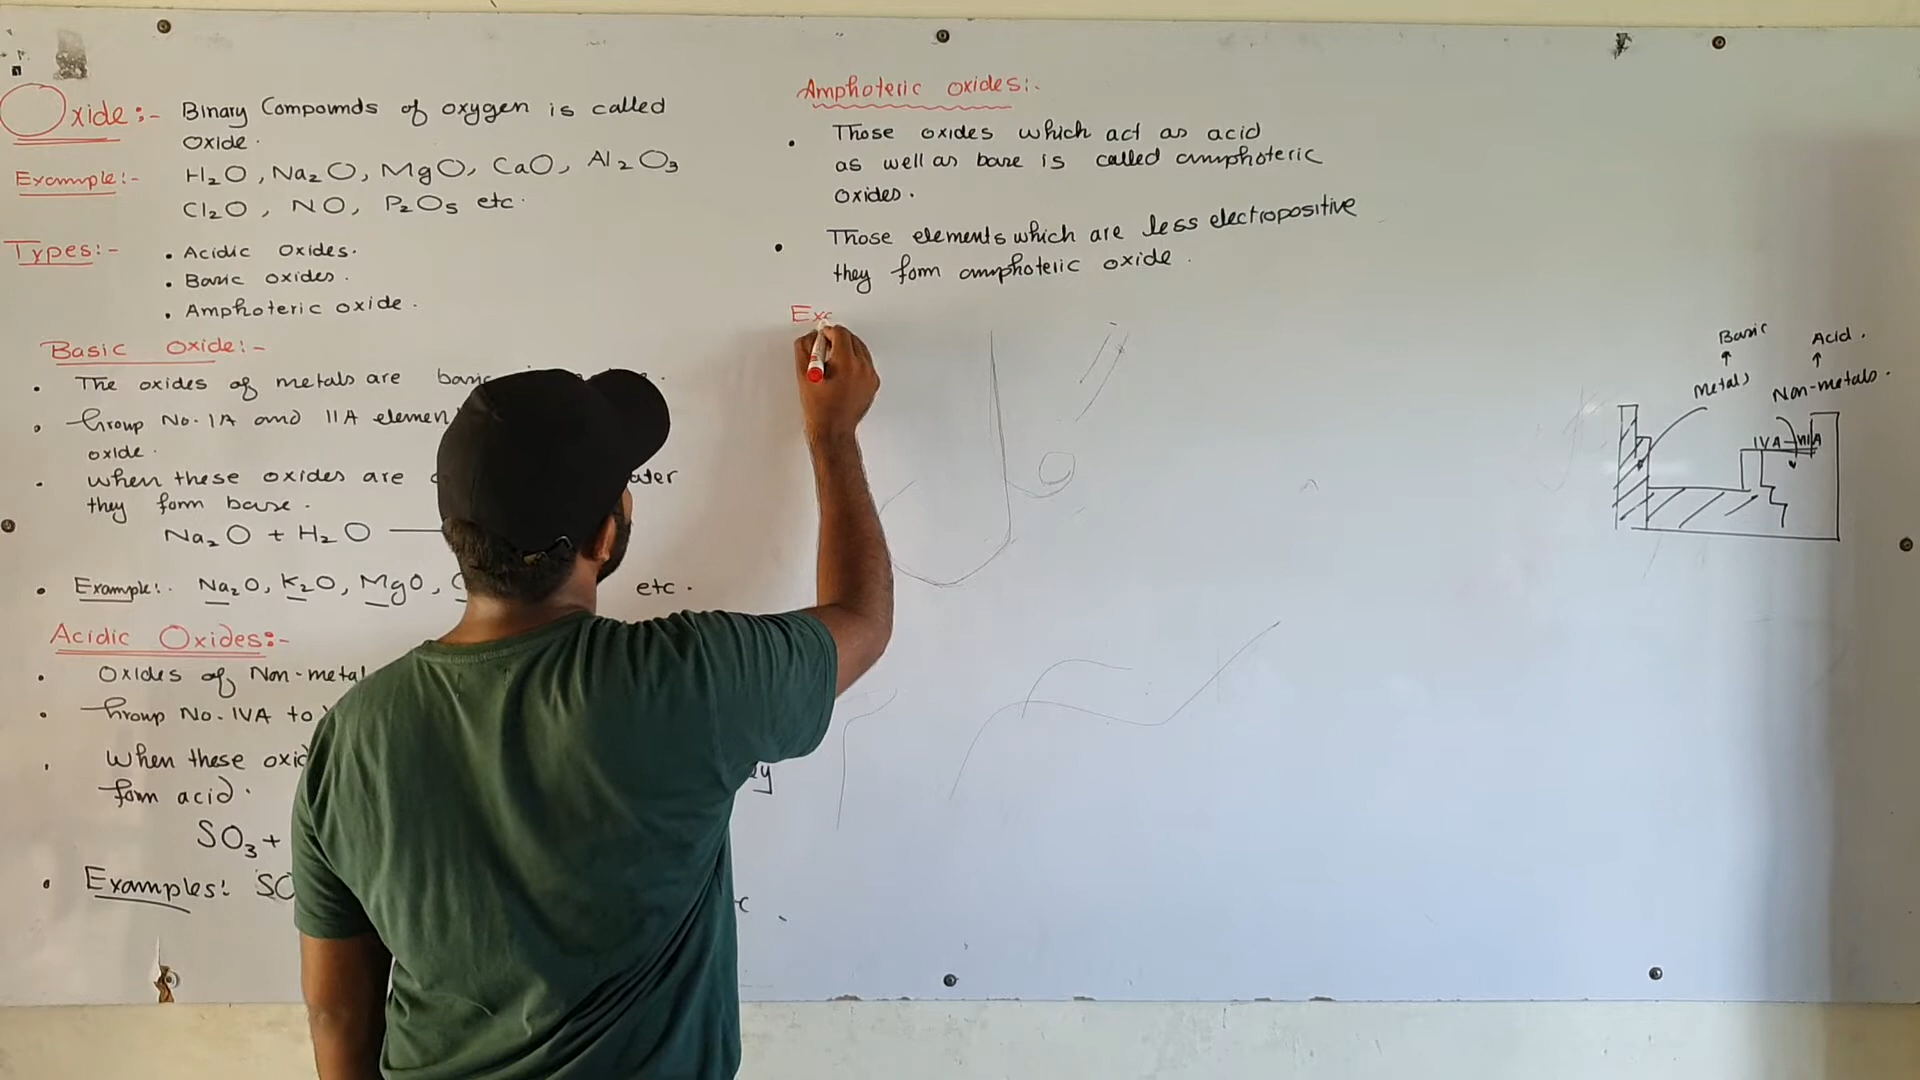 Oxide:- Binary Compounds of oxygen is called
oxide.
Example:- H₂O, Na₂O, MgO, CaO, Al₂O₃
Cl₂O, NO, P₂O₅ etc.
Types:- • Acidic oxides.
• Basic oxides.
• Amphoteric oxide.
Basic Oxide:-
• The oxides of metals are basic
• Group No. IA and IIA
oxide.
• when these oxides are
they form base.
Na₂O + H₂O
• Example:. Na₂O, K₂O, MgO, etc.
Acidic Oxides:-
• Oxides of Non-metal
• Group No. IVA to
• When these
form acid.
SO₃ +
• Examples:
Amphoteric oxides:-
• Those oxides which act as acid
as well as base is called amphoteric
oxides.
• Those elements which are less electropositive
they form amphoteric oxide.
Ex
Basic
Metals
Acid.
Non-metals.
IVA-VIIA